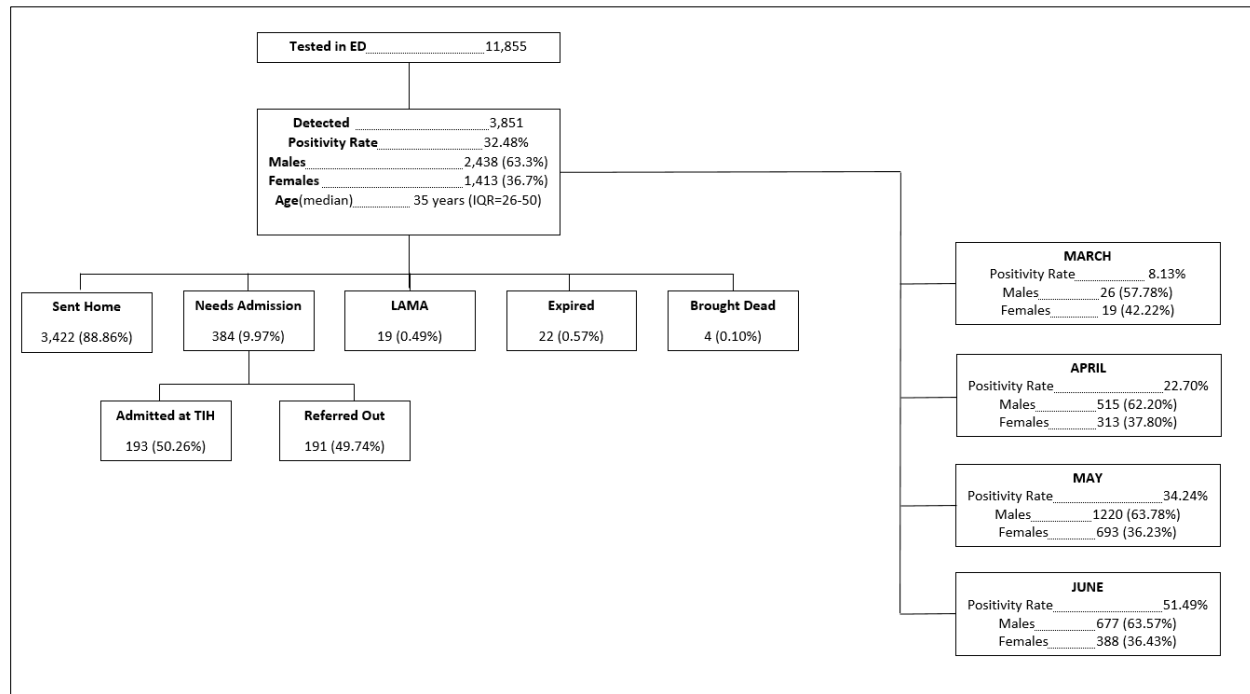 Tested in ED 11,855
Detected 3,851
Positivity Rate 32.48%
Males 2,438 (63.3%)
Females 1,413 (36.7%)
Age(median) 35 years (IQR=26-50)
Sent Home
3,422 (88.86%)
Needs Admission
384 (9.97%)
LAMA
19 (0.49%)
Expired
22 (0.57%)
Brought Dead
4 (0.10%)
Admitted at TIH
193 (50.26%)
Referred Out
191 (49.74%)
MARCH
Positivity Rate 8.13%
Males 26 (57.78%)
Females 19 (42.22%)
APRIL
Positivity Rate 22.70%
Males 515 (62.20%)
Females 313 (37.80%)
MAY
Positivity Rate 34.24%
Males 1220 (63.78%)
Females 693 (36.23%)
JUNE
Positivity Rate 51.49%
Males 677 (63.57%)
Females 388 (36.43%)